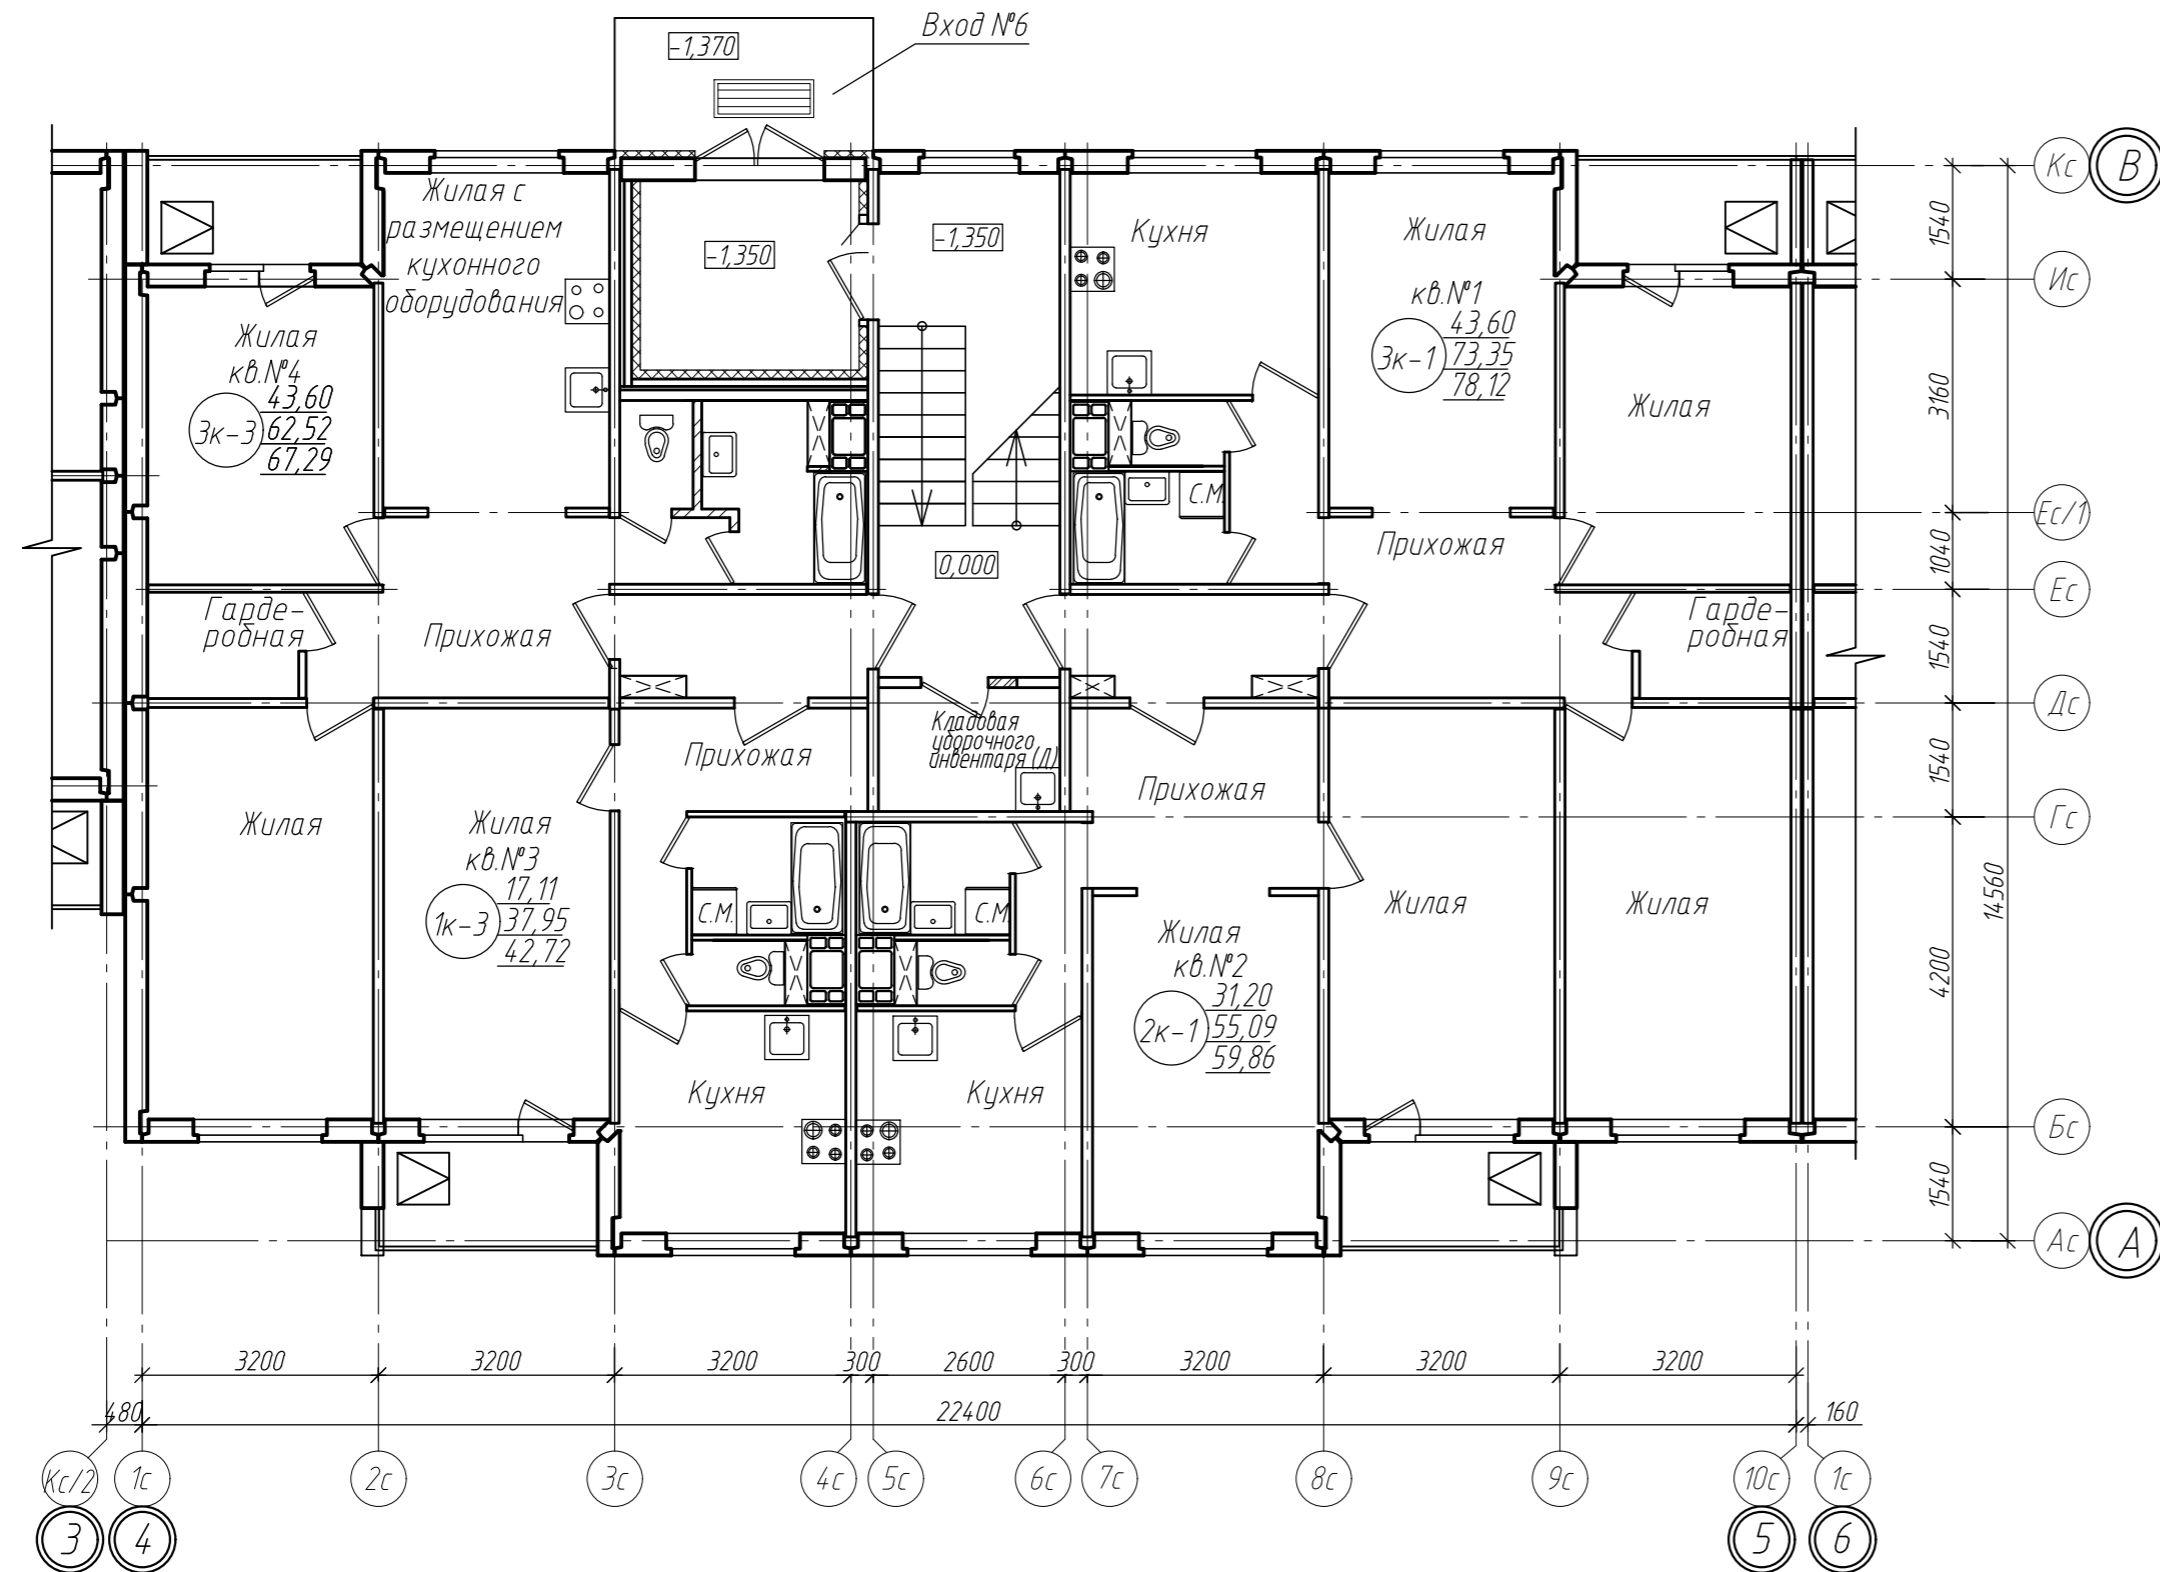 Вход №6
-1,370
Жилая с
размещением
кухонного
оборудования
-1,350
-1,350
Кухня
Жилая
кв.№1
3к-1
43,60
73,35
78,12
Жилая
Жилая
кв.№4
3к-3
43,60
62,52
67,29
С.М.
Прихожая
0,000
Гарде-
робная
Прихожая
Гарде-
робная
Кладовая
уборочного
инвентаря (Д)
Прихожая
Прихожая
Жилая
Жилая
кв.№3
1к-3
17,11
37,95
42,72
С.М.
С.М.
Жилая
кв.№2
2к-1
31,20
55,09
59,86
Жилая
Жилая
Кухня
Кухня
Кс
В
Ис
Ес/1
Ес
Дс
Гс
Бс
Ас
А
1540
3160
1040
1540
1540
4200
1540
14560
3200
3200
3200
300
2600
300
3200
3200
3200
480
22400
160
Кс/2
1с
2с
3с
4с
5с
6с
7с
8с
9с
10с
1с
3
4
5
6